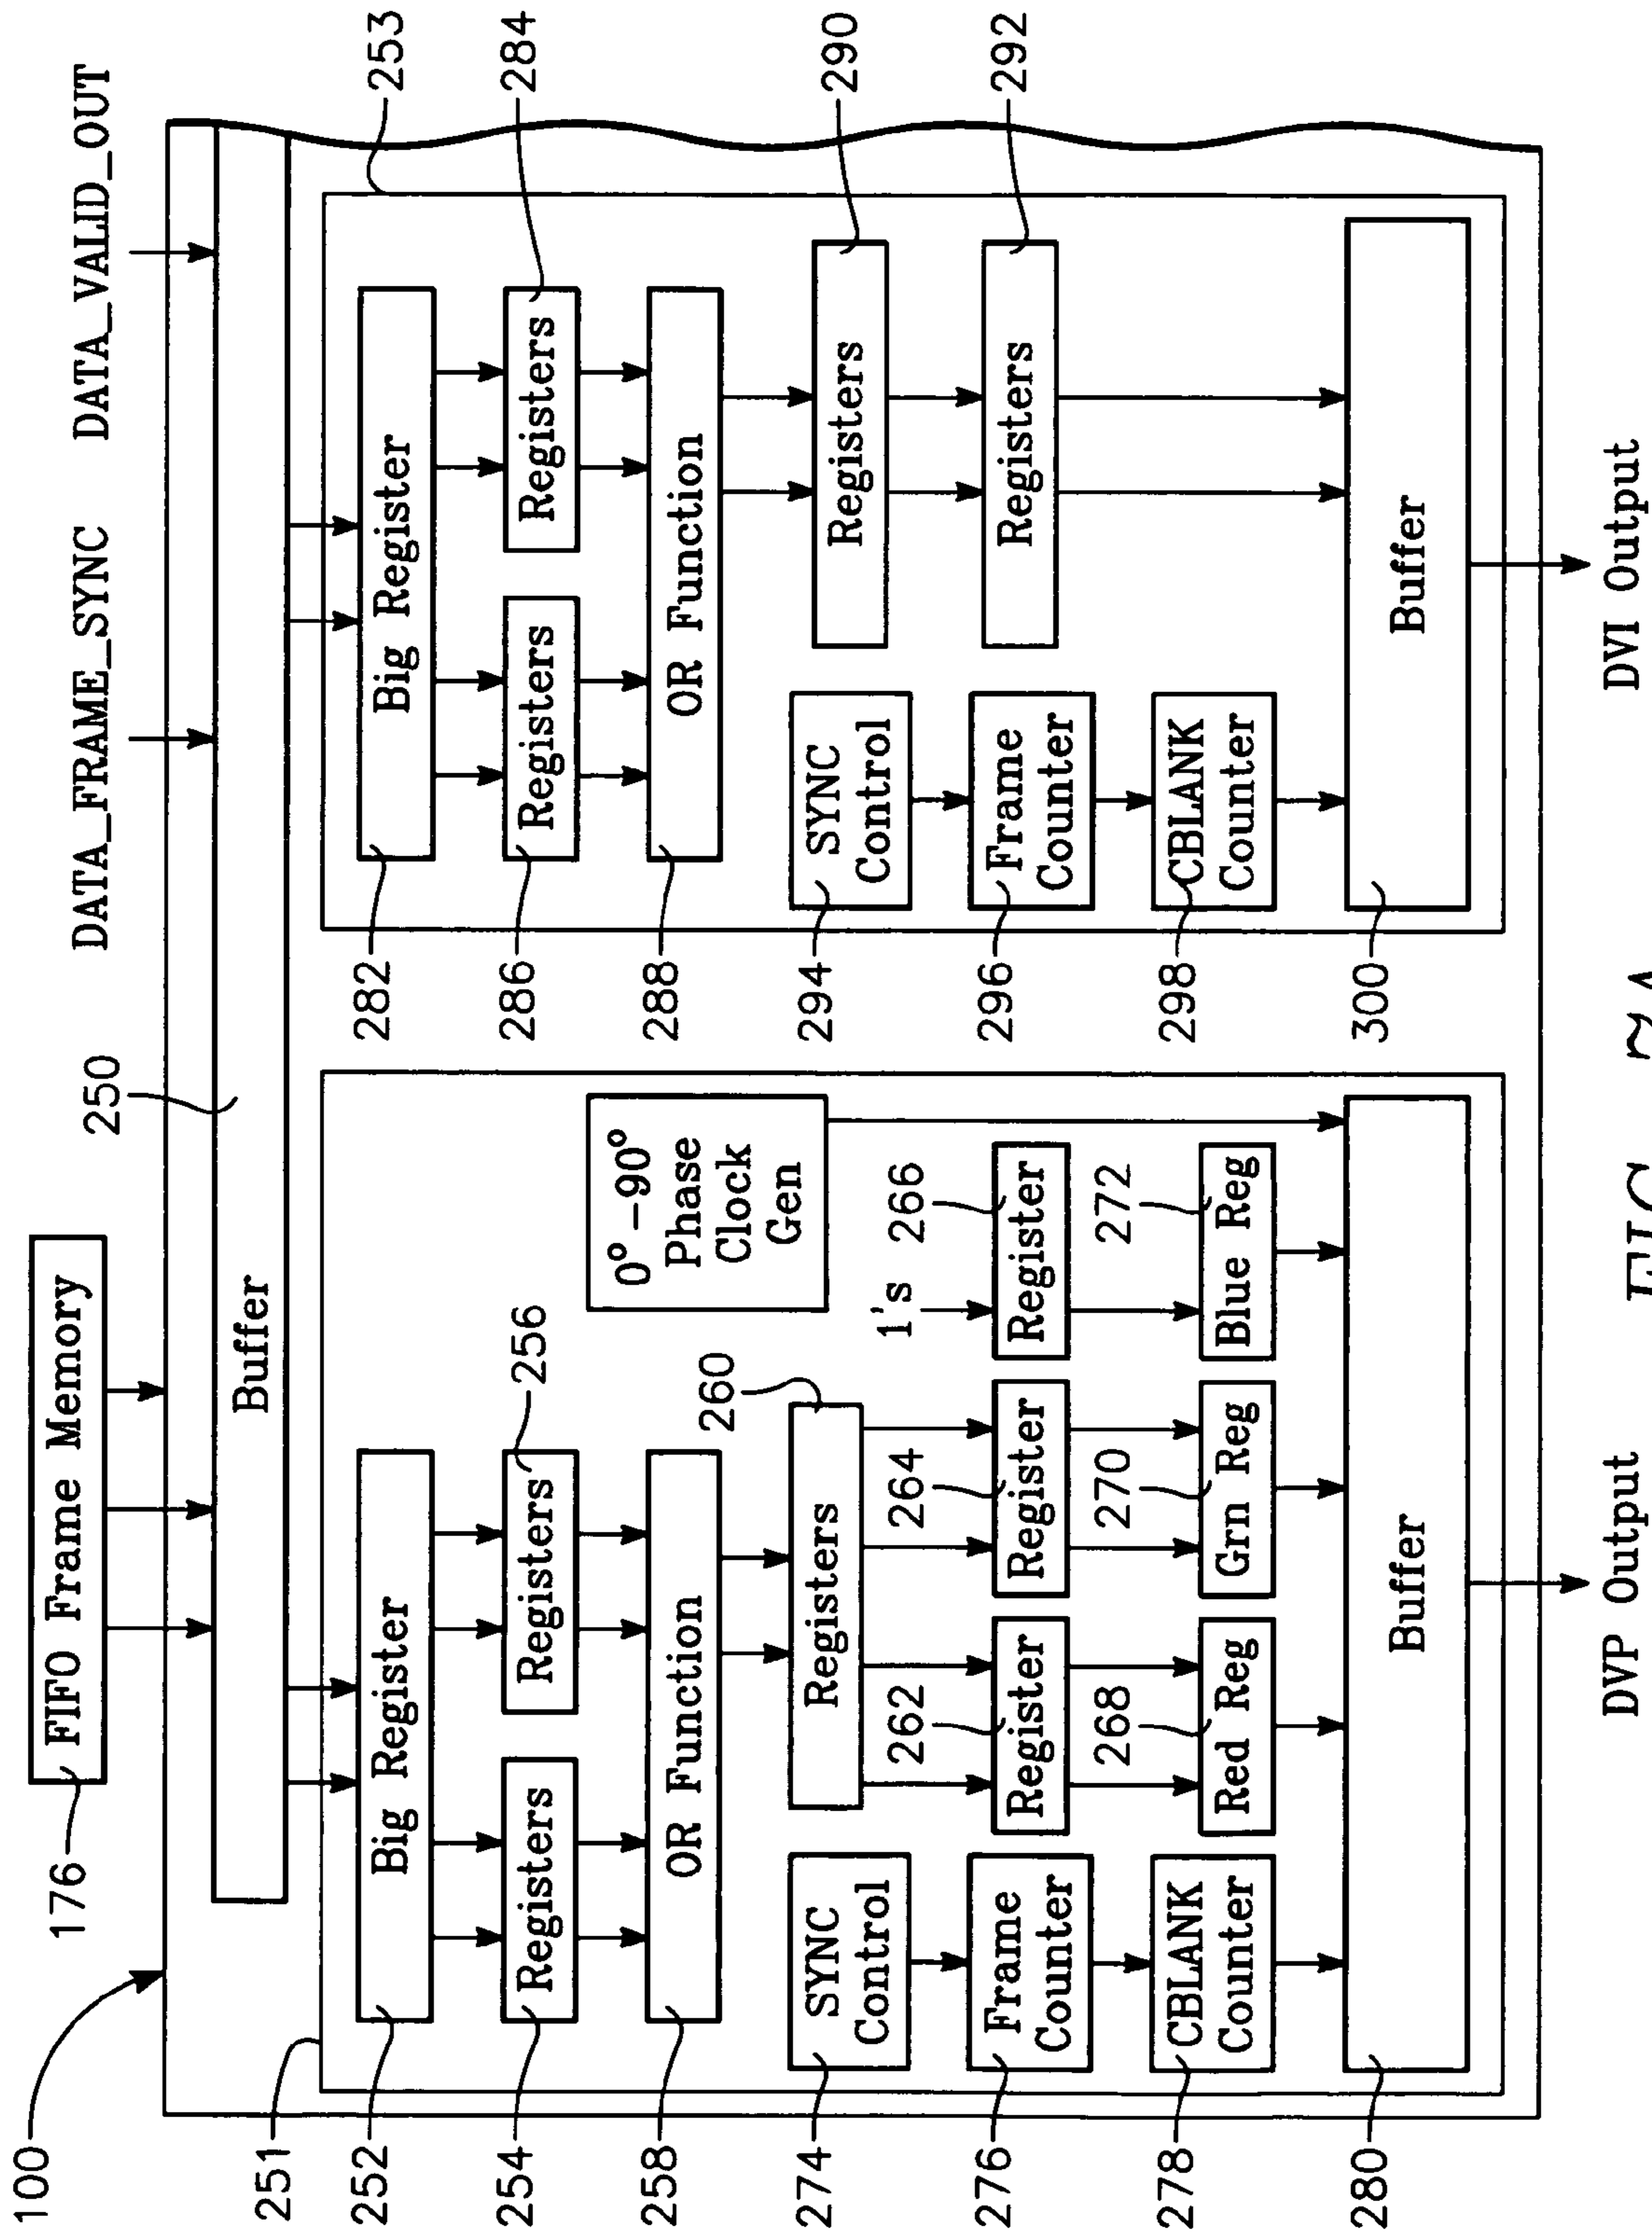 100
176
FIFO Frame Memory
250
DATA_FRAME_SYNC
DATA_VALID_OUT
Buffer
251
253
252
Big Register
282
Big Register
254
Registers
Registers
256
286
Registers
Registers
284
258
OR Function
260
0°-90°
Phase
Clock
Gen
288
OR Function
274
SYNC
Control
Registers
1's
294
SYNC
Control
Registers
290
262
264
266
276
Frame
Counter
Register
Register
Register
296
Frame
Counter
Registers
292
268
270
272
278
CBLANK
Counter
Red Reg
Grn Reg
Blue Reg
298
CBLANK
Counter
280
Buffer
300
Buffer
DVP Output
DVI Output